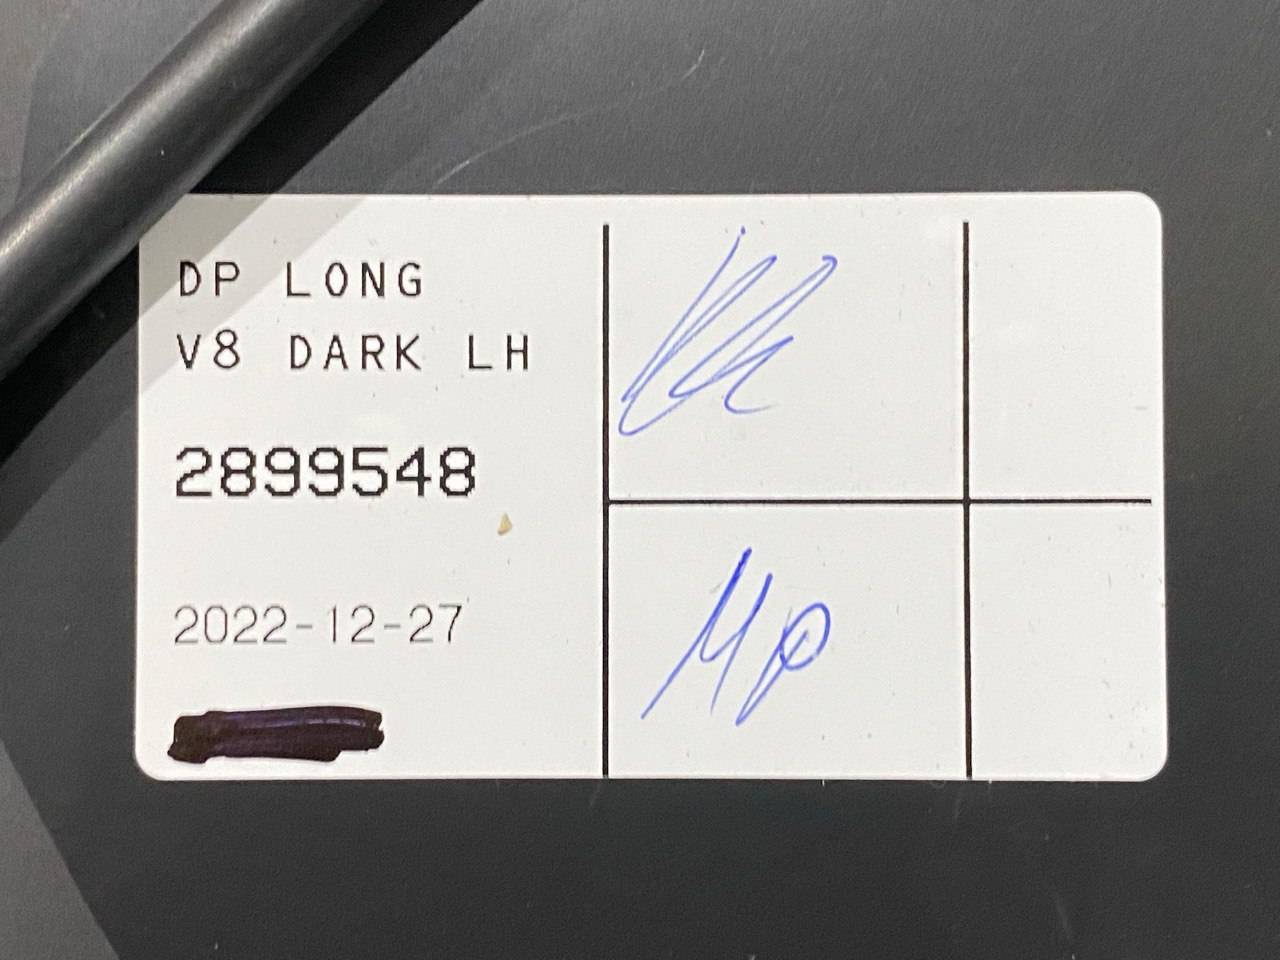 DP LONG
V8 DARK LH
2899548
2022-12-27